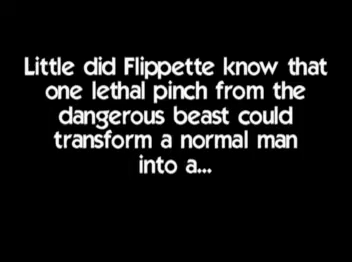 Little did Flippette know that
one lethal pinch from the
dangerous beast could
transform a normal man
into a...